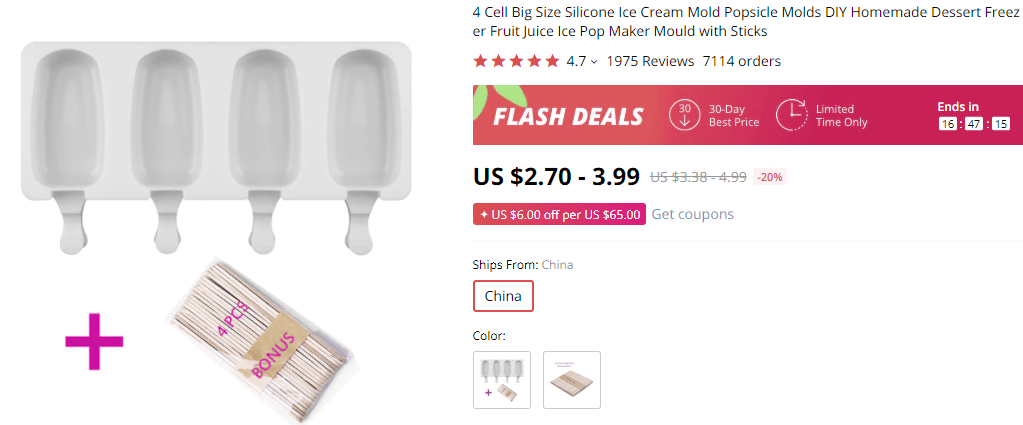 4 Cell Big Size Silicone Ice Cream Mold Popsicle Molds DIY Homemade Dessert Freez
er Fruit Juice Ice Pop Maker Mould with Sticks
4.7 1975 Reviews 7114 orders
FLASH DEALS
30
30-Day
Best Price
Limited
Time Only
Ends in
16 : 47 : 15
US $2.70 - 3.99 US $3.38 - 4.99 -20%
US $6.00 off per US $65.00 Get coupons
Ships From: China
China
Color:
4 PCS
BONUS